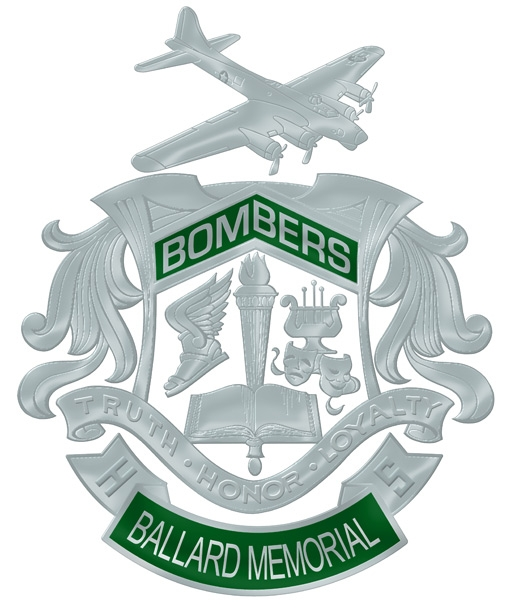 BOMBERS
TRUTH · HONOR · LOYALTY
H S
BALLARD MEMORIAL